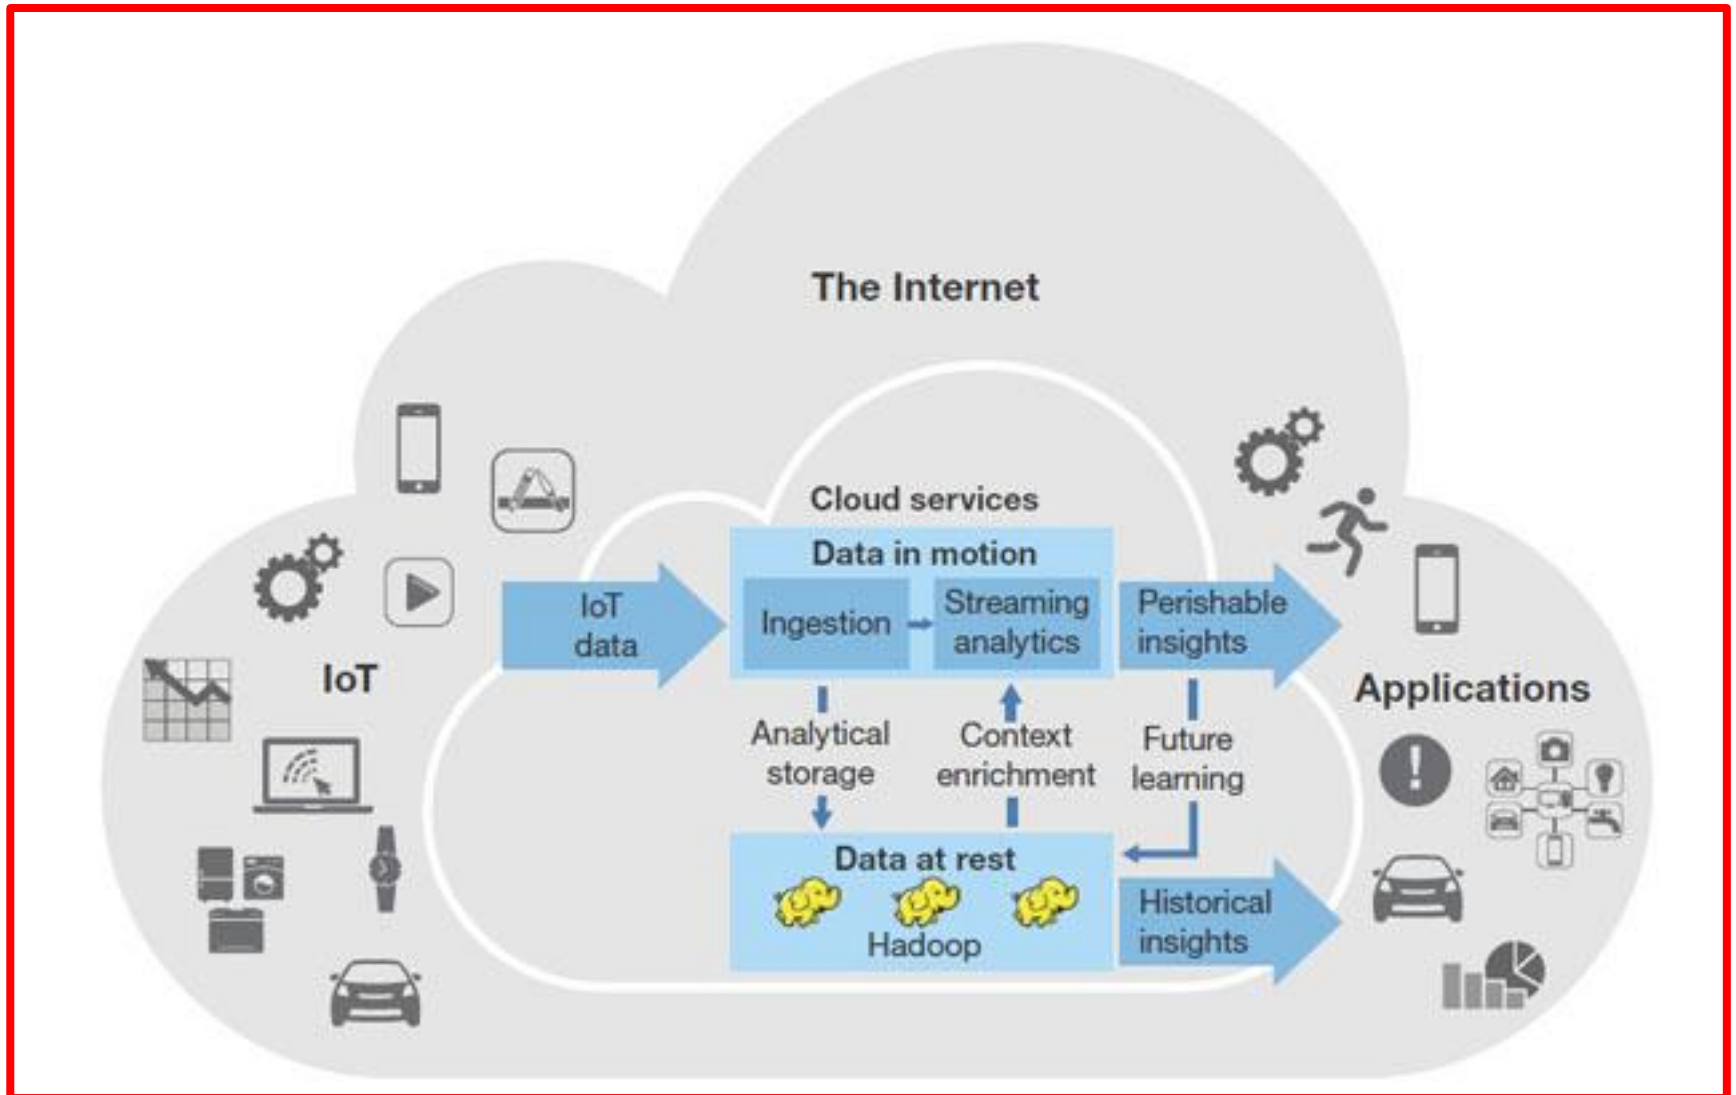 The Internet
Cloud services
Data in motion
IoT
data
Ingestion
Streaming
analytics
Perishable
insights
IoT
Applications
Analytical
storage
Context
enrichment
Future
learning
Data at rest
Hadoop
Historical
insights